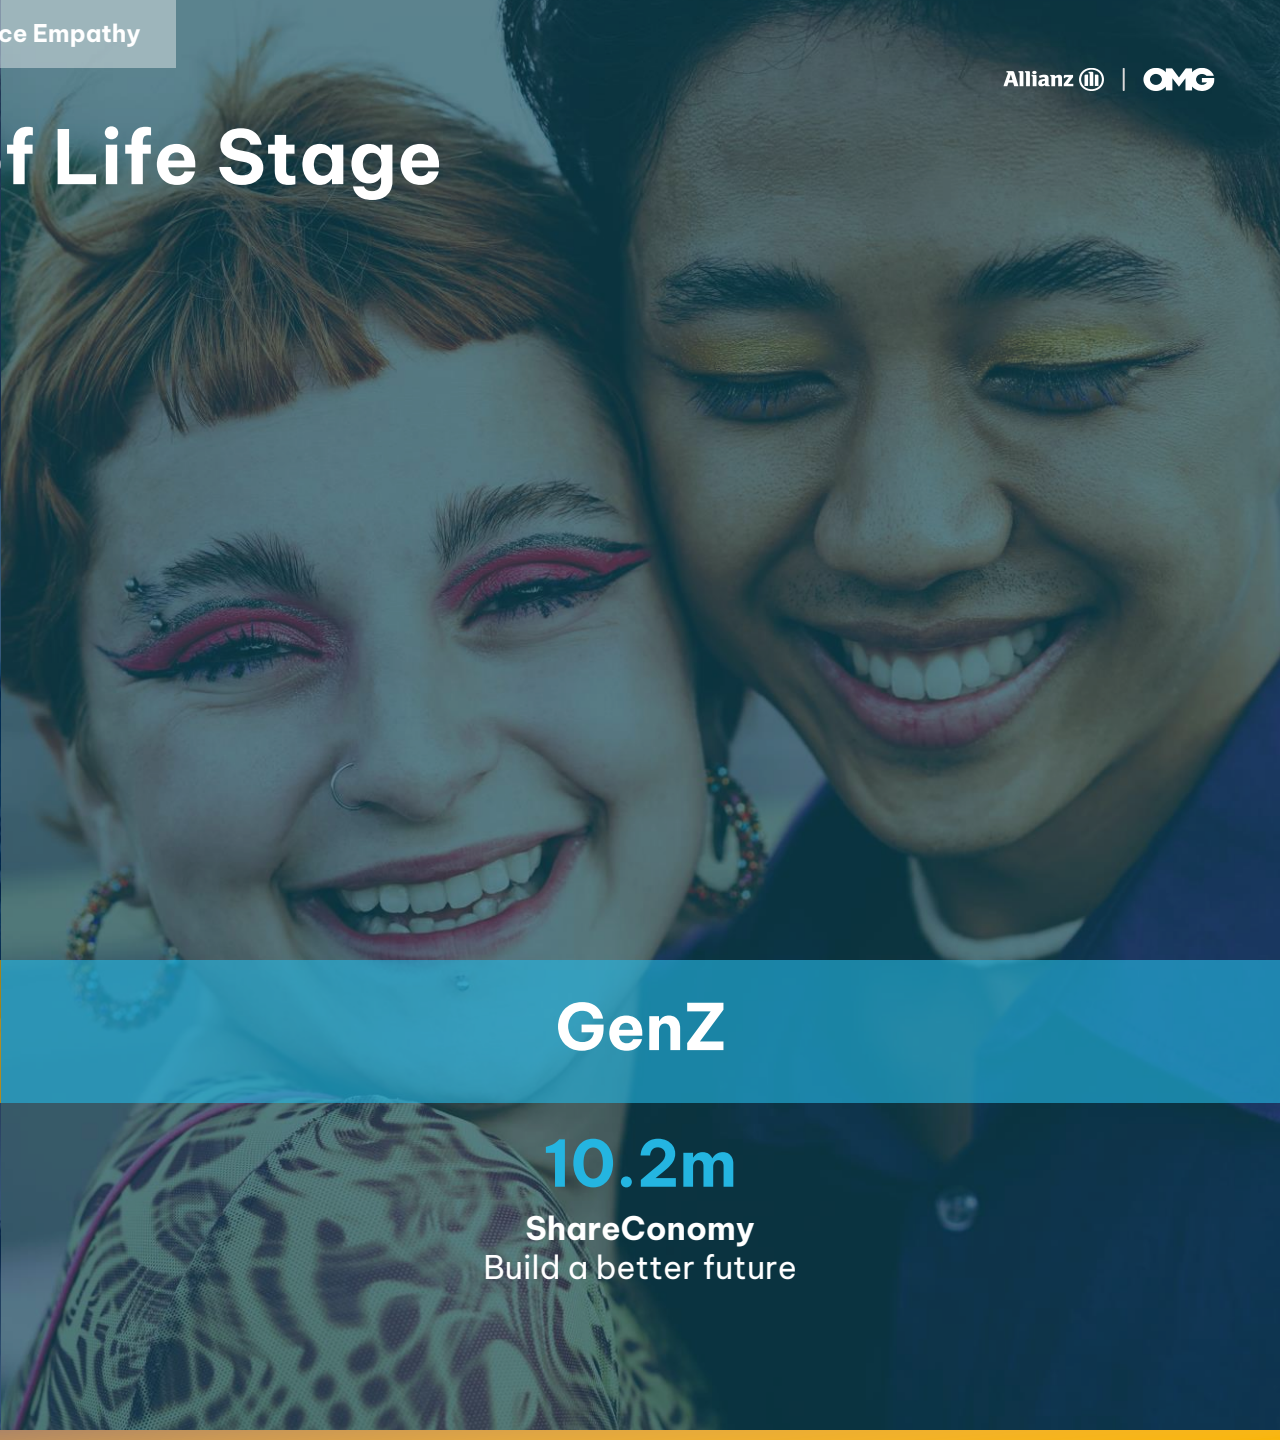 ce Empathy
Allianz | OMG
f Life Stage
GenZ
10.2m
ShareConomy
Build a better future